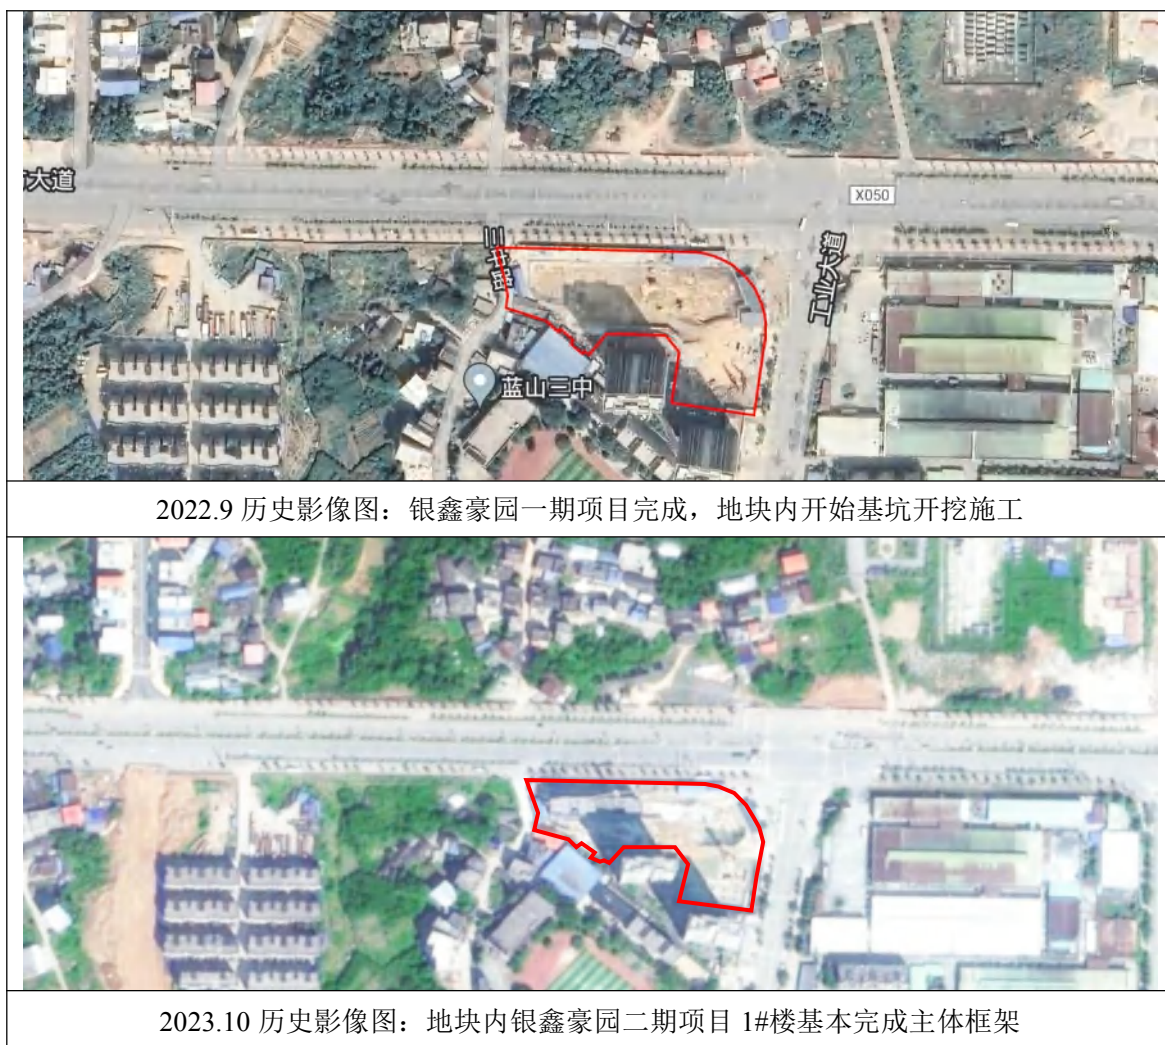 大道
X050
工业大道
三井路
蓝山三中
2022.9 历史影像图：银鑫豪园一期项目完成，地块内开始基坑开挖施工
2023.10 历史影像图：地块内银鑫豪园二期项目 1#楼基本完成主体框架